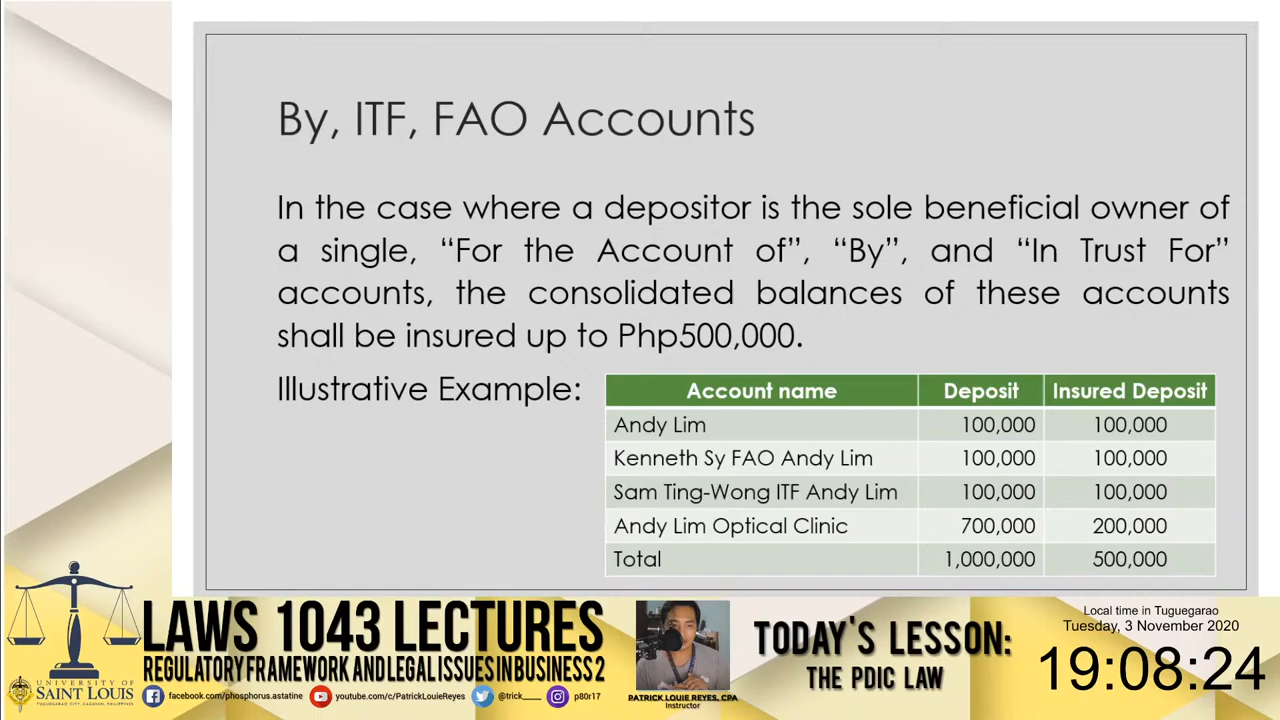 By, ITF, FAO Accounts
In the case where a depositor is the sole beneficial owner of
a single, “For the Account of”, “By”, and “In Trust For”
accounts, the consolidated balances of these accounts
shall be insured up to Php500,000.
Illustrative Example:
Account name Deposit Insured Deposit
Andy Lim 100,000 100,000
Kenneth Sy FAO Andy Lim 100,000 100,000
Sam Ting-Wong ITF Andy Lim 100,000 100,000
Andy Lim Optical Clinic 700,000 200,000
Total 1,000,000 500,000
LAWS 1043 LECTURES
REGULATORY FRAMEWORK AND LEGAL ISSUES IN BUSINESS 2
UNIVERSITY OF
SAINT LOUIS
TUGUEGARAO CITY, CAGAYAN, PHILIPPINES
facebook.com/phosphorus.astatine
youtube.com/c/PatrickLouieReyes
@trick____
p80r17
PATRICK LOUIE REYES, CPA
Instructor
TODAY'S LESSON:
THE PDIC LAW
Local time in Tuguegarao
Tuesday, 3 November 2020
19:08:24